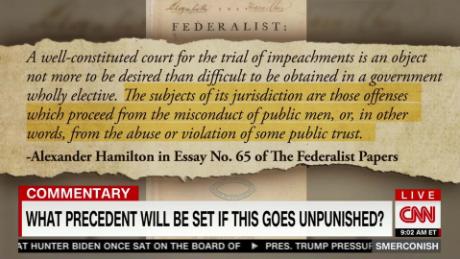 FEDERALIST:
A well-constituted court for the trial of impeachments is an object
not more to be desired than difficult to be obtained in a government
wholly elective. The subjects of its jurisdiction are those offenses
which proceed from the misconduct of public men, or, in other
words, from the abuse or violation of some public trust.
-Alexander Hamilton in Essay No. 65 of The Federalist Papers
COMMENTARY
WHAT PRECEDENT WILL BE SET IF THIS GOES UNPUNISHED?
LIVE
CNN
9:02 AM ET
AT HUNTER BIDEN ONCE SAT ON THE BOARD OF ▶ PRES. TRUMP PRESSUF SMERCONISH